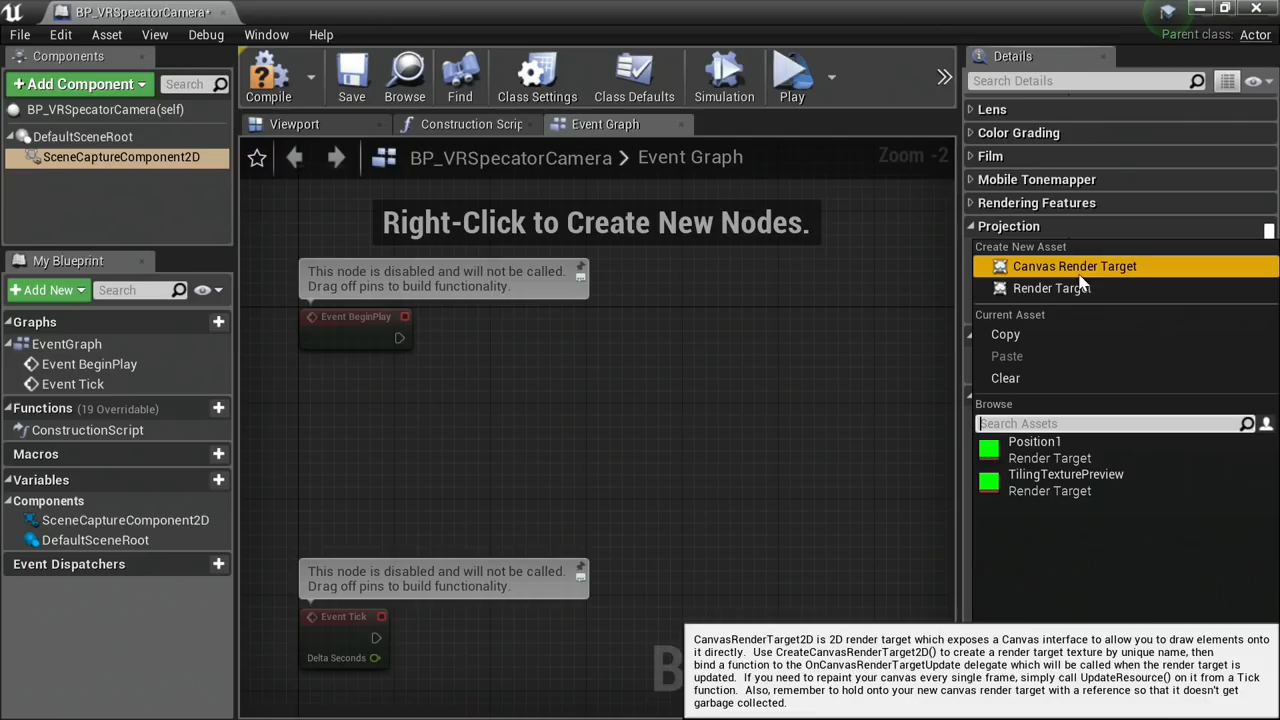 BP_VRSpecatorCamera•
File Edit Asset View Debug Window Help
Parent class: Actor
Components
+ Add Component
Search
BP_VRSpecatorCamera(self)
DefaultSceneRoot
SceneCaptureComponent2D
My Blueprint
+ Add New
Search
Graphs
EventGraph
Event BeginPlay
Event Tick
Functions (19 Overridable)
ConstructionScript
Macros
Variables
Components
SceneCaptureComponent2D
DefaultSceneRoot
Event Dispatchers
Compile
Save
Browse
Find
Class Settings
Class Defaults
Simulation
Play
Viewport
Construction Scrip
Event Graph
BP_VRSpecatorCamera > Event Graph
Zoom -2
Right-Click to Create New Nodes.
This node is disabled and will not be called.
Drag off pins to build functionality.
Event BeginPlay
This node is disabled and will not be called.
Drag off pins to build functionality.
Event Tick
Delta Seconds
B
Details
Search Details
Lens
Color Grading
Film
Mobile Tonemapper
Rendering Features
Projection
Create New Asset
Canvas Render Target
Render Target
Current Asset
Copy
Paste
Clear
Browse
Search Assets
Position1
Render Target
TilingTexturePreview
Render Target
CanvasRenderTarget2D is 2D render target which exposes a Canvas interface to allow you to draw elements onto
it directly. Use CreateCanvasRenderTarget2D() to create a render target texture by unique name, then
bind a function to the OnCanvasRenderTargetUpdate delegate which will be called when the render target is
updated. If you need to repaint your canvas every single frame, simply call UpdateResource() on it from a Tick
function. Also, remember to hold onto your new canvas render target with a reference so that it doesn't get
garbage collected.